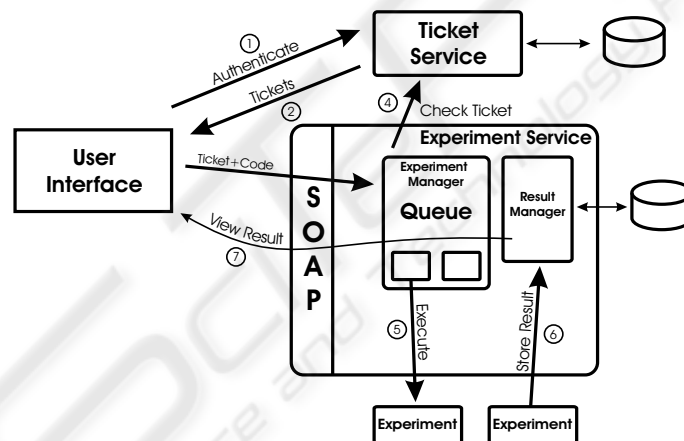 1
Authenticate
Ticket
Service
Tickets
2
4
Check Ticket
Experiment Service
User
Interface
Ticket+Code
SOAP
Experiment
Manager
Queue
Result
Manager
View Result
7
5
Execute
Store Result
6
Experiment
Experiment